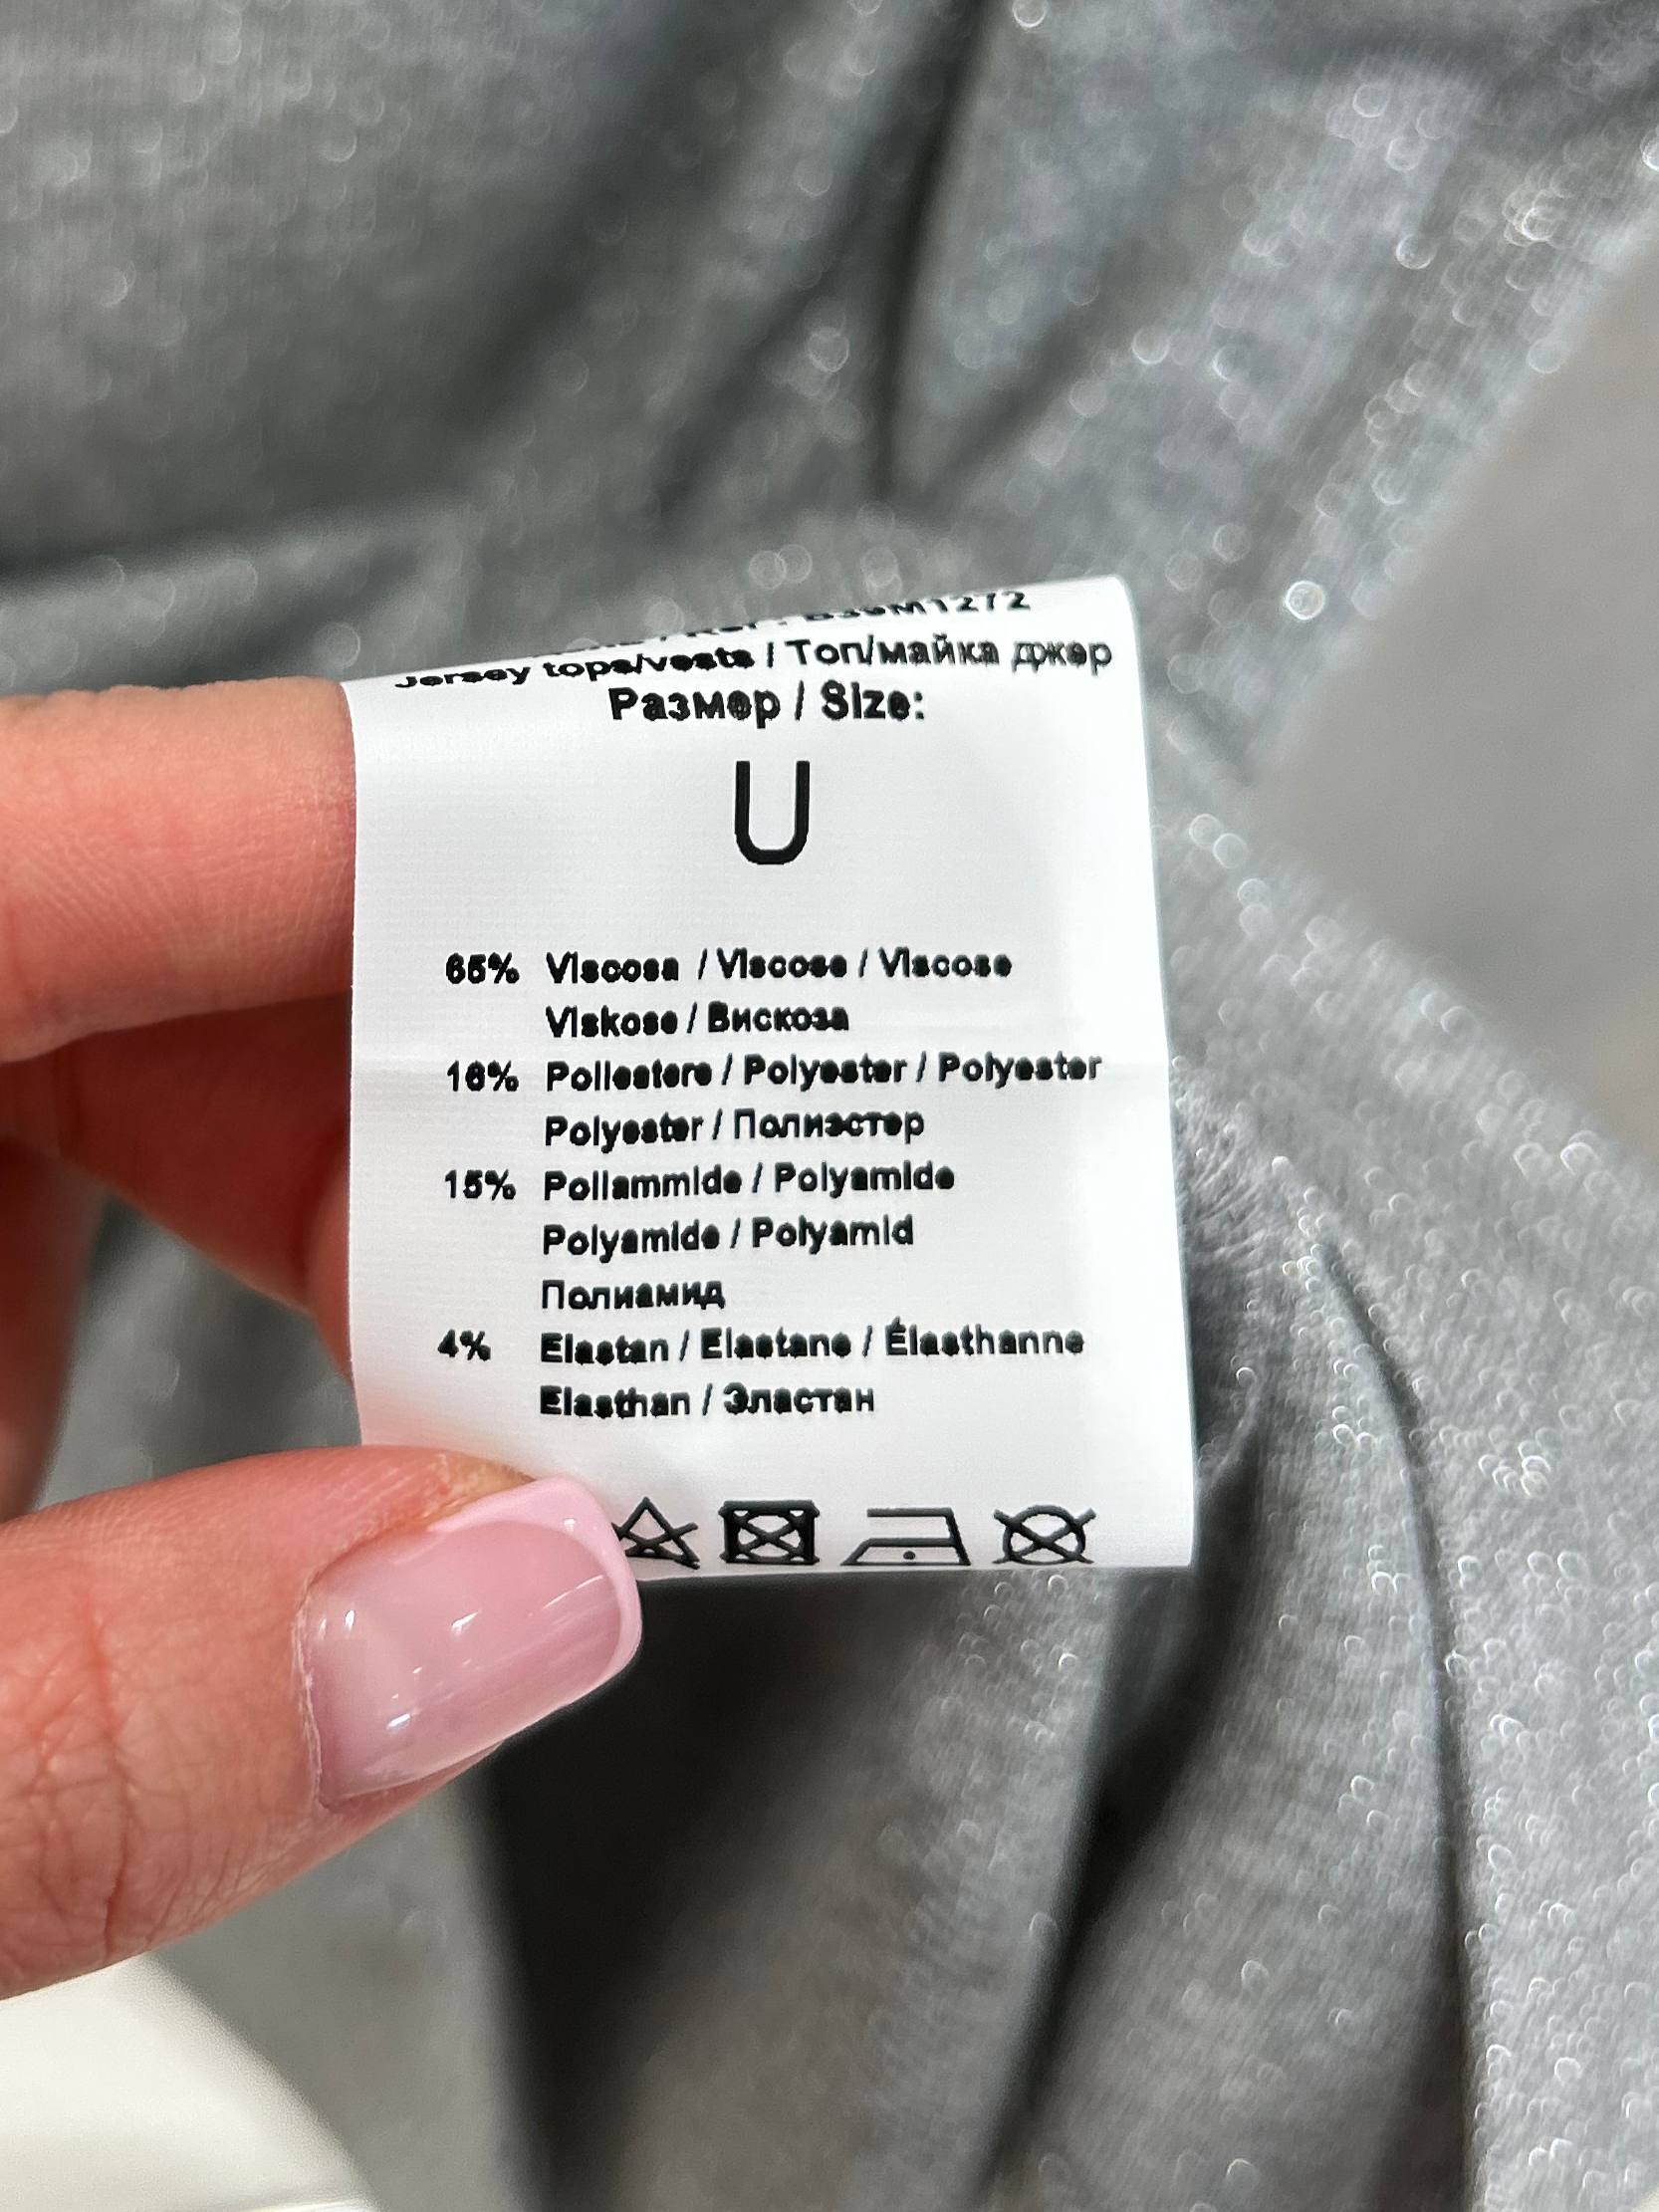 Jersey tops/vests / Топ/майка джер
Размер / Size:
U
65% Viscosa / Viscose / Viscose
Viskose / Вискоза
16% Poliestere / Polyester / Polyester
Polyester / Полиэстер
15% Poliammide / Polyamide
Polyamide / Polyamid
Полиамид
4% Elastan / Elastane / Élasthanne
Elasthan / Эластан